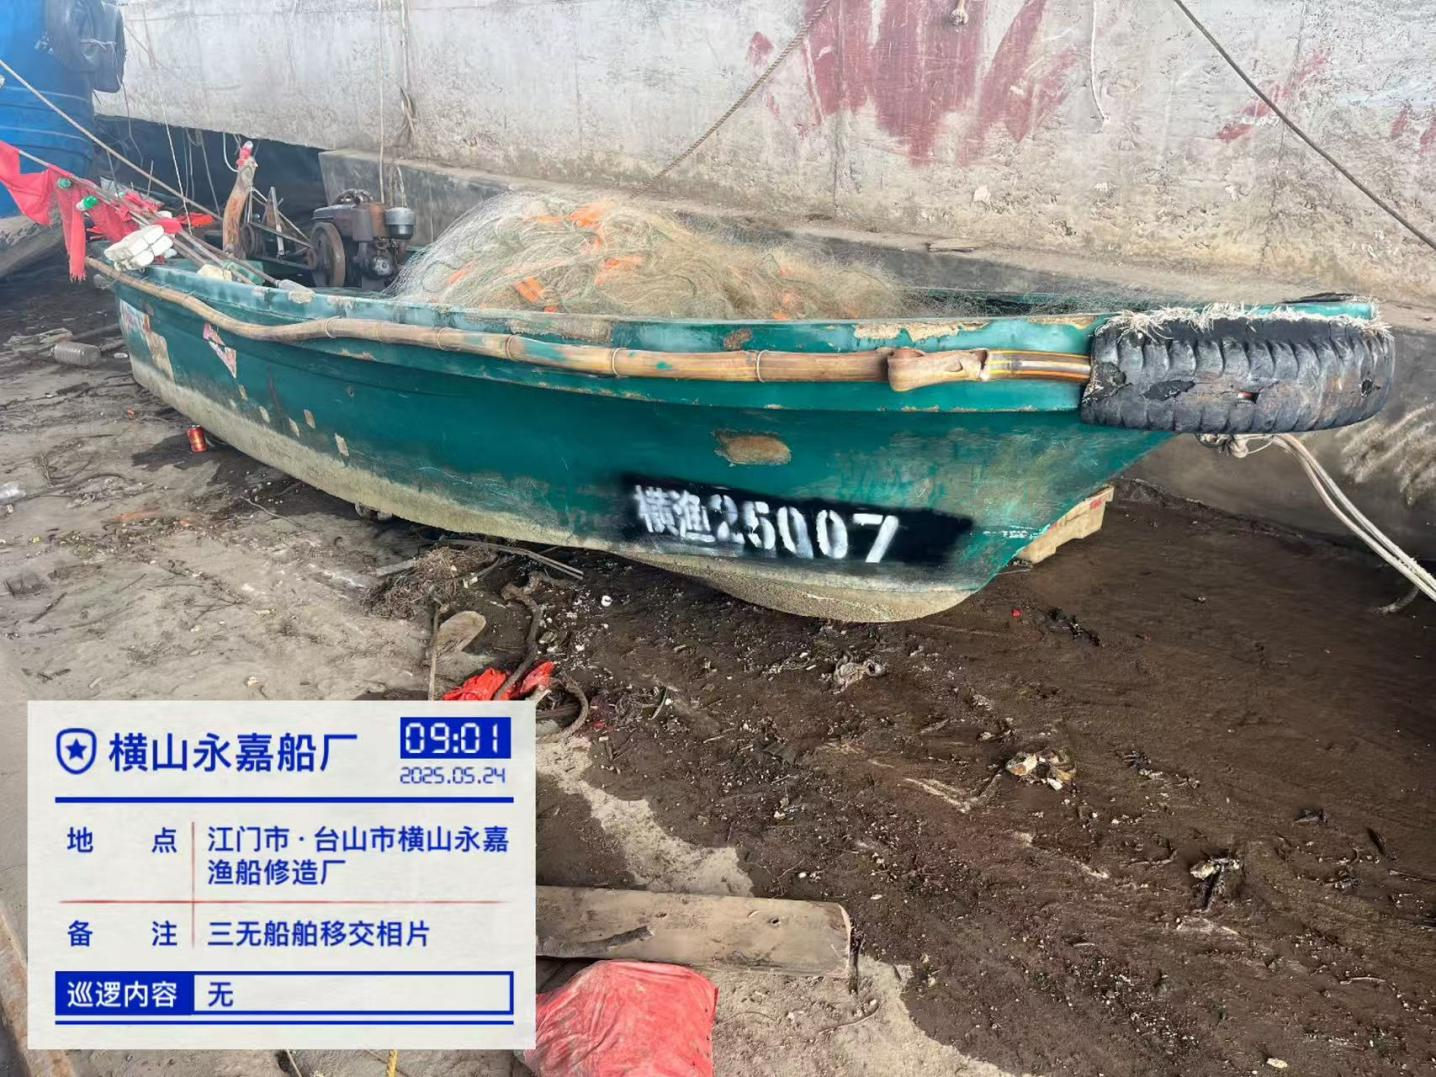 横渔25007
横山永嘉船厂
09:01
2025.05.24
地 点
江门市·台山市横山永嘉
渔船修造厂
备 注
三无船舶移交相片
巡逻内容
无